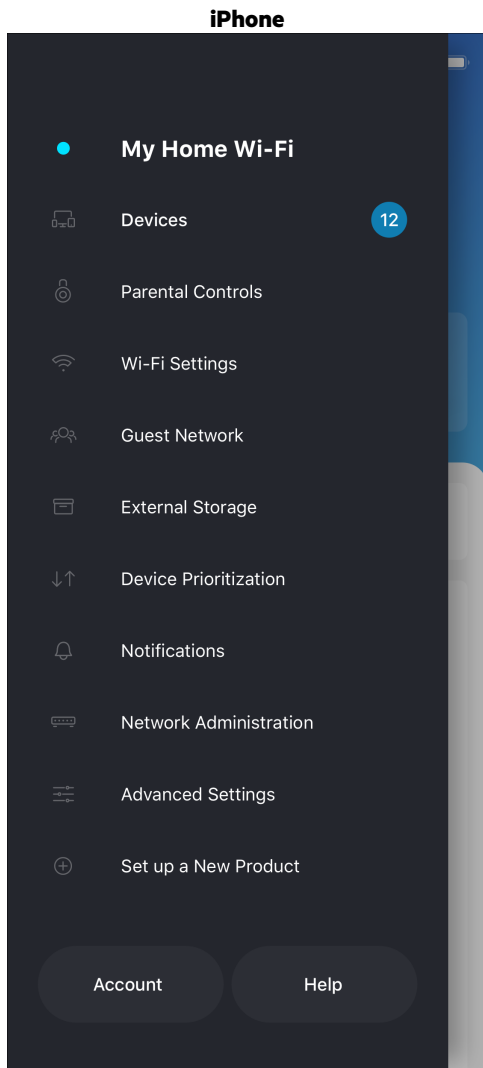 iPhone
My Home Wi-Fi
Devices 12
Parental Controls
Wi-Fi Settings
Guest Network
External Storage
Device Prioritization
Notifications
Network Administration
Advanced Settings
Set up a New Product
Account Help